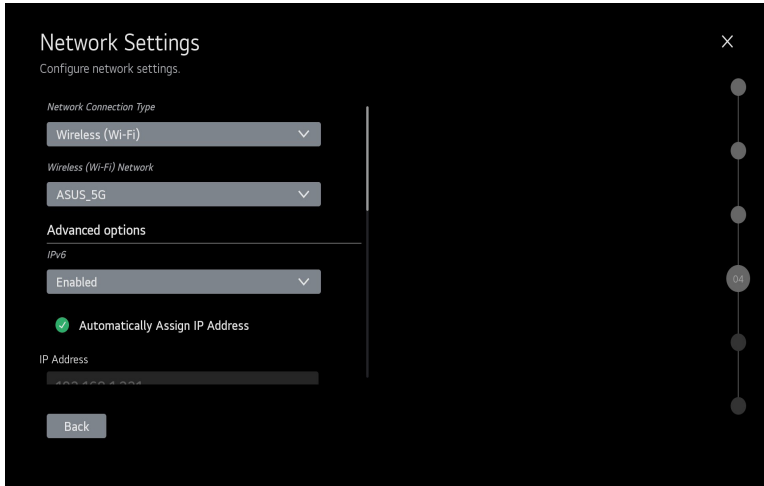 Network Settings
Configure network settings.
Network Connection Type
Wireless (Wi-Fi)
Wireless (Wi-Fi) Network
ASUS_5G
Advanced options
IPv6
Enabled
Automatically Assign IP Address
IP Address
04
Back